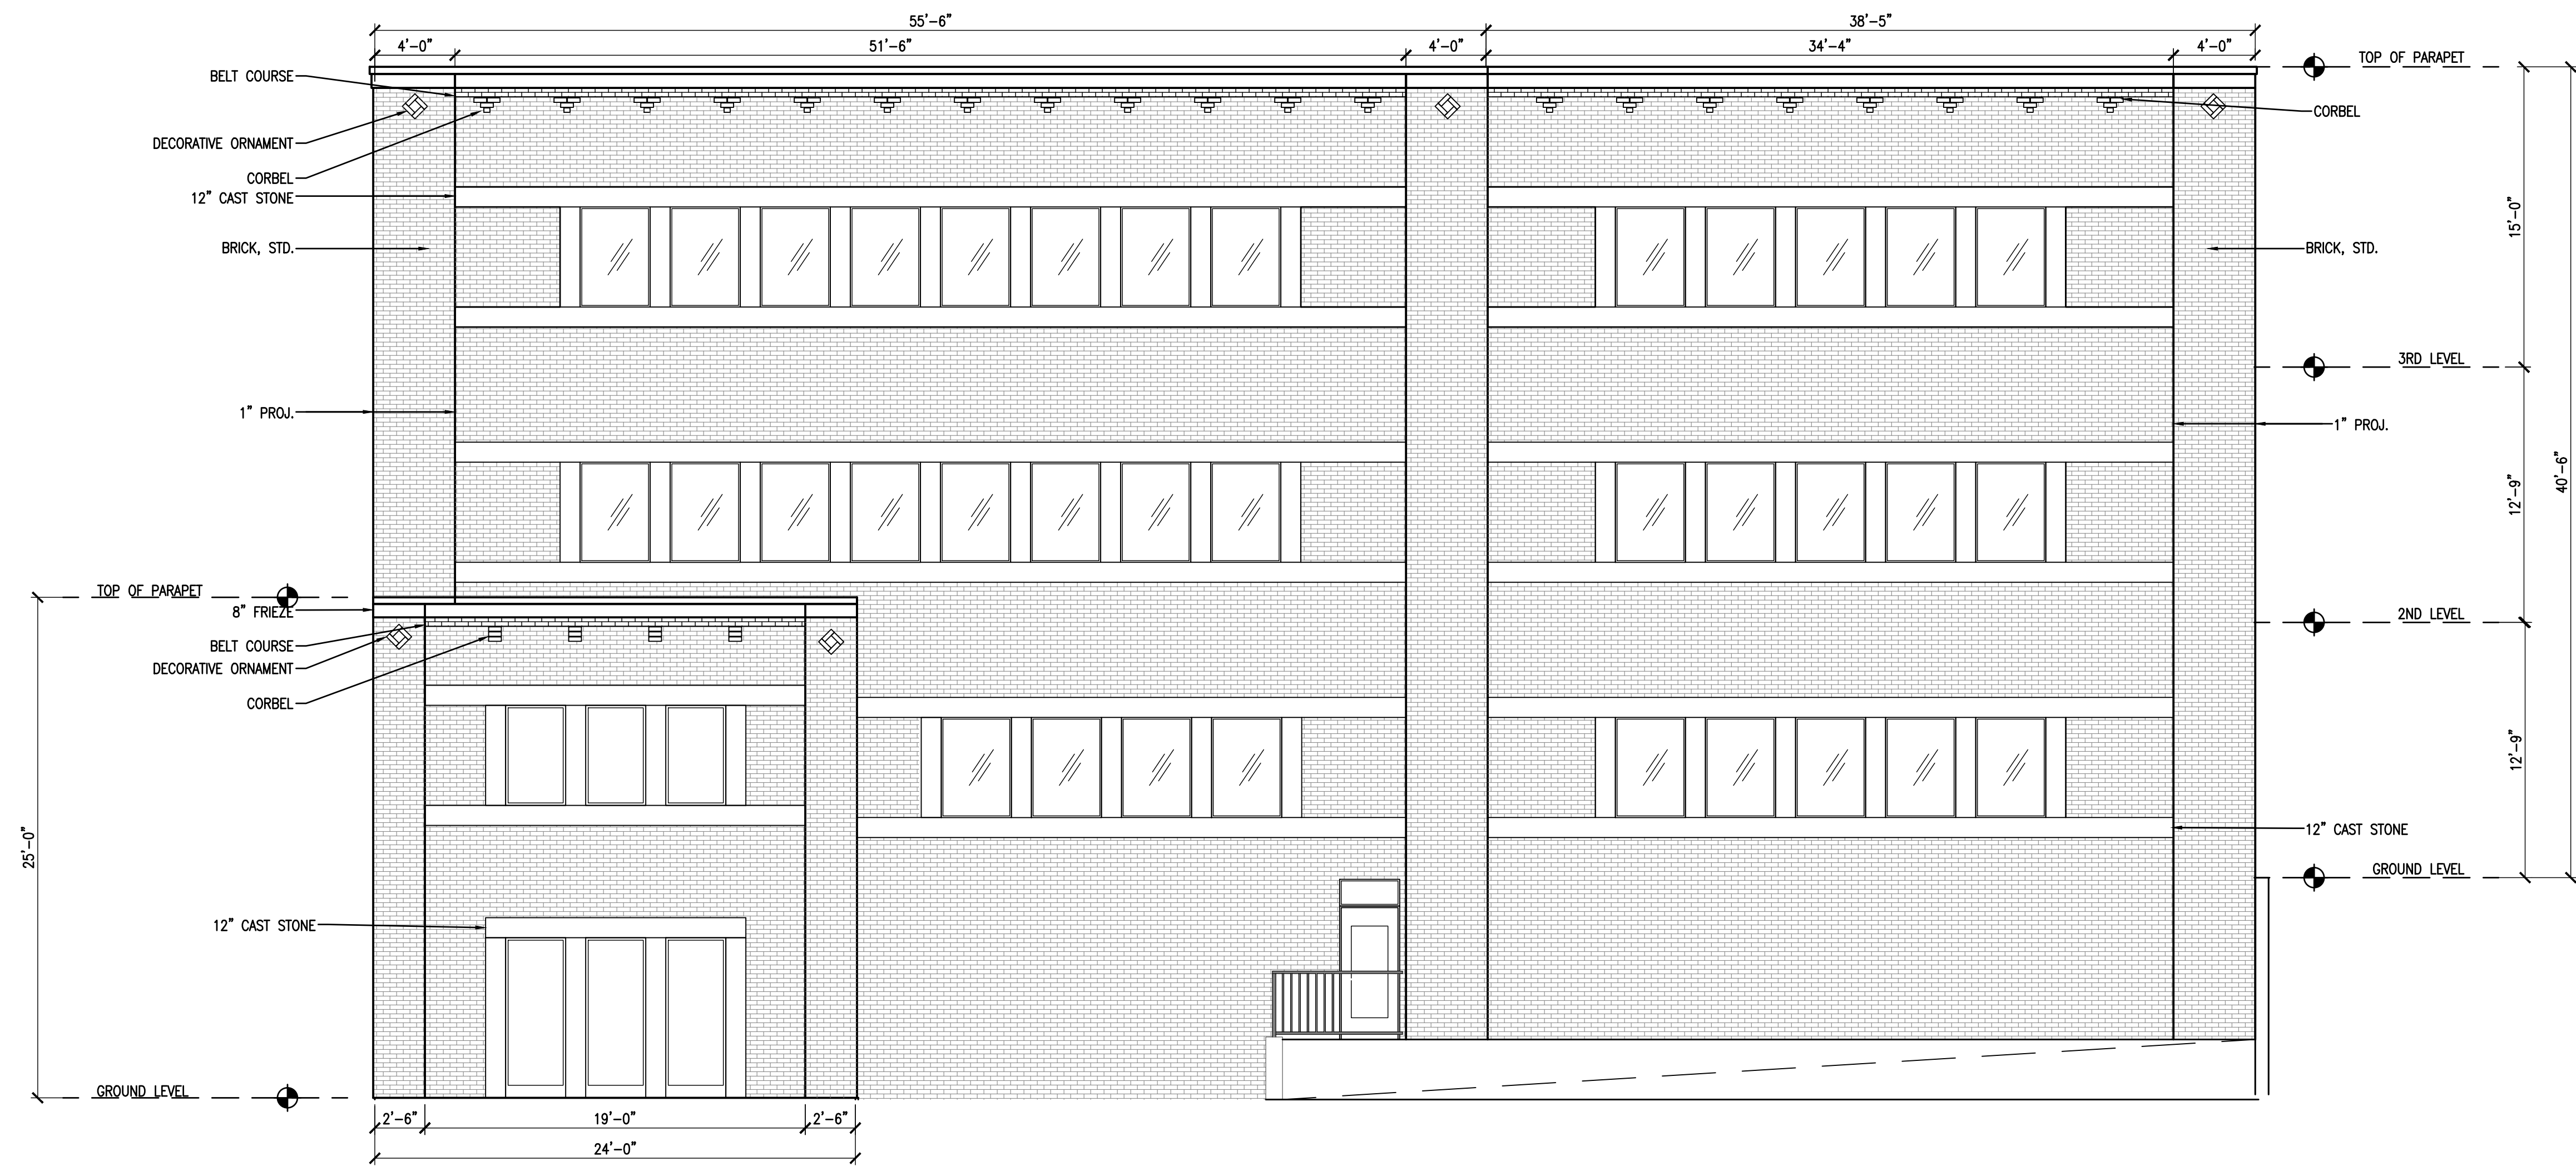 55'-6"
38'-5"
4'-0"
51'-6"
4'-0"
34'-4"
4'-0"
TOP OF PARAPET
BELT COURSE
CORBEL
DECORATIVE ORNAMENT
CORBEL
12" CAST STONE
15'-0"
BRICK, STD.
BRICK, STD.
3RD LEVEL
1" PROJ.
1" PROJ.
40'-6"
12'-9"
TOP OF PARAPET
8" FRIEZE
2ND LEVEL
BELT COURSE
DECORATIVE ORNAMENT
CORBEL
12'-9"
12" CAST STONE
25'-0"
GROUND LEVEL
12" CAST STONE
GROUND LEVEL
2'-6"
19'-0"
2'-6"
24'-0"